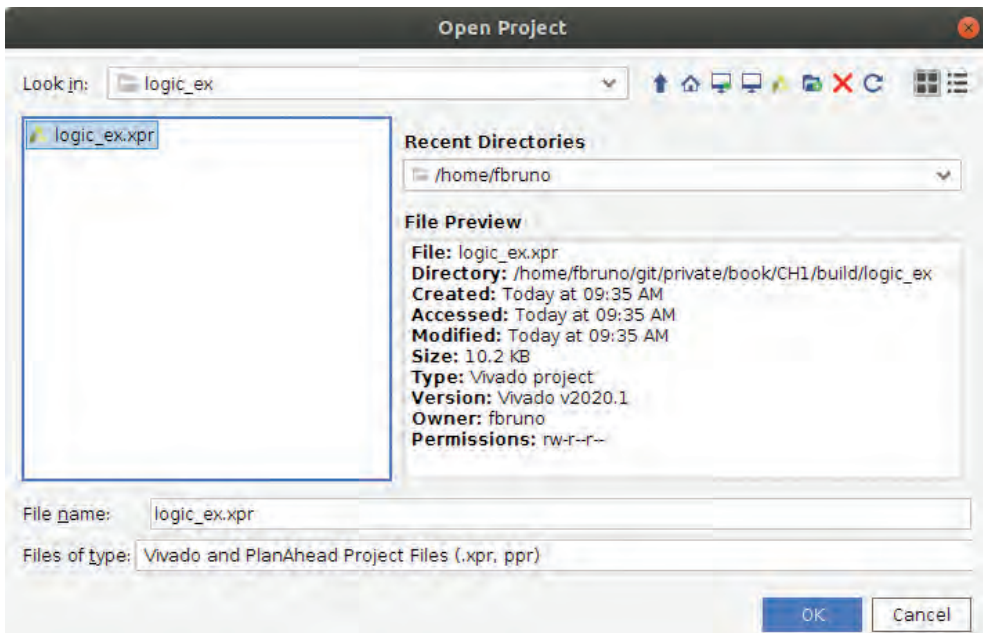 Open Project
Look in: logic_ex
logic_ex.xpr
Recent Directories
/home/fbruno
File Preview
File: logic_ex.xpr
Directory: /home/fbruno/git/private/book/CH1/build/logic_ex
Created: Today at 09:35 AM
Accessed: Today at 09:35 AM
Modified: Today at 09:35 AM
Size: 10.2 KB
Type: Vivado project
Version: Vivado v2020.1
Owner: fbruno
Permissions: rw-r--r--
File name: logic_ex.xpr
Files of type: Vivado and PlanAhead Project Files (.xpr, ppr)
OK Cancel